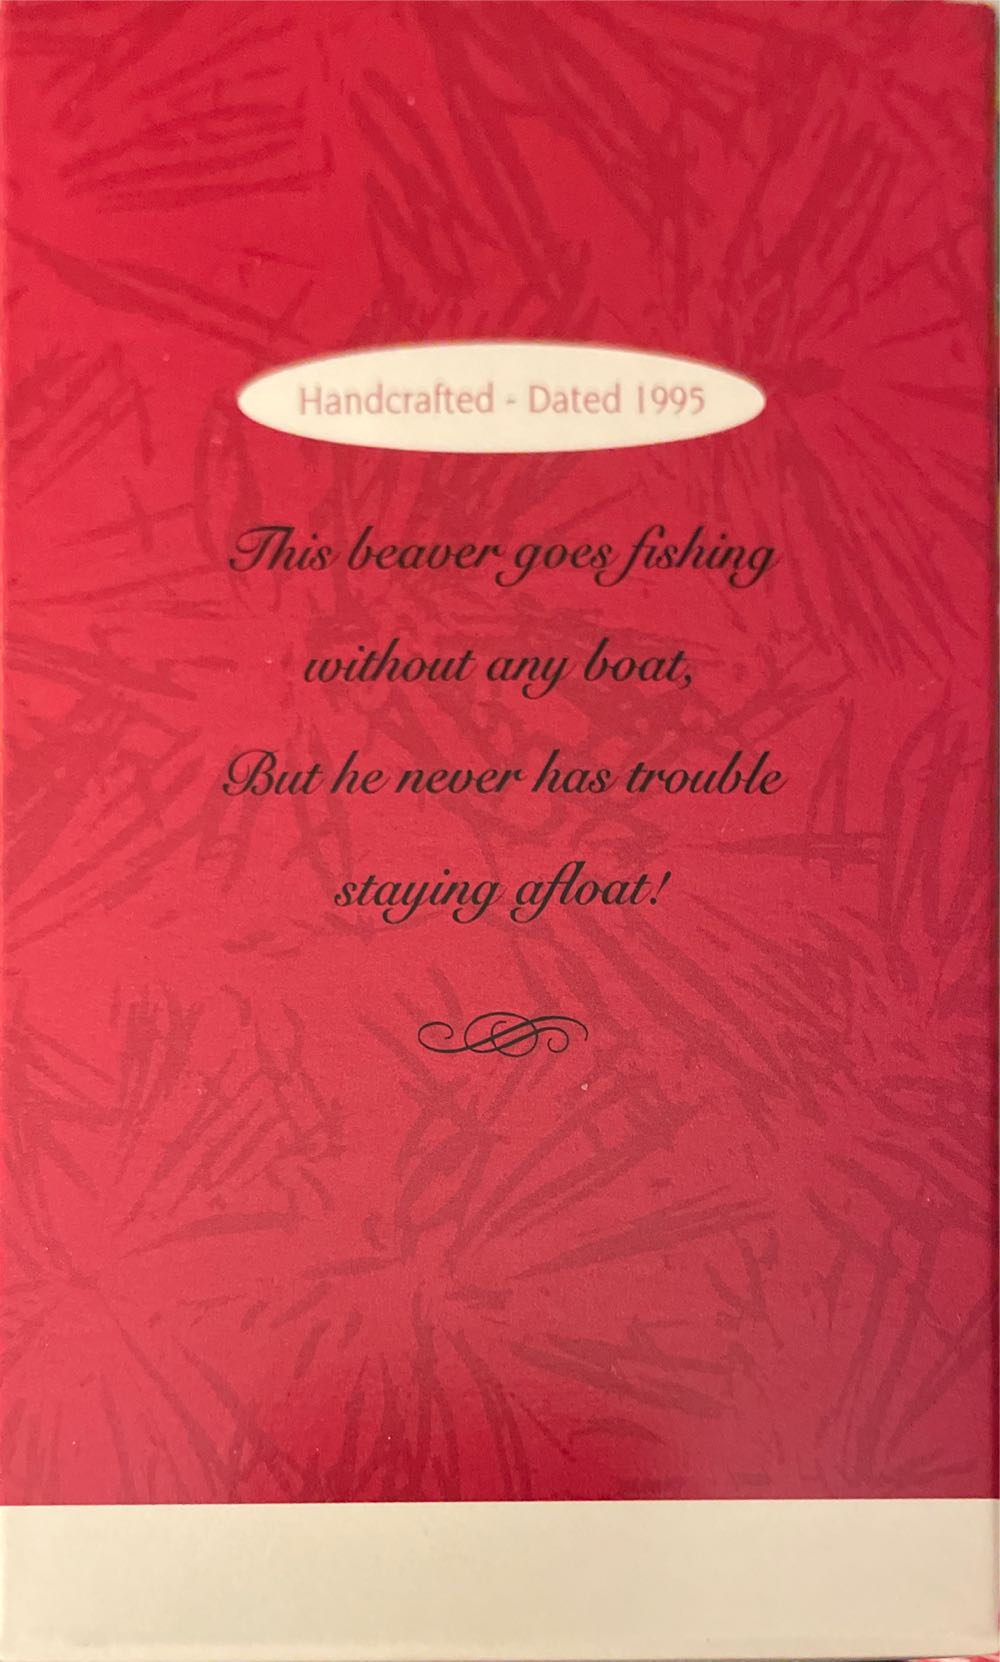 Handcrafted - Dated 1995
This beaver goes fishing
without any boat,
But he never has trouble
staying afloat!